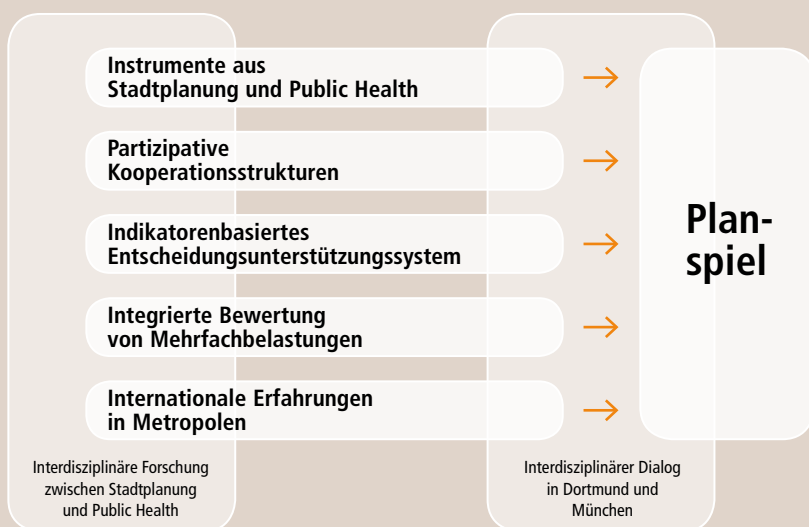 Instrumente aus
Stadtplanung und Public Health
Partizipative
Kooperationsstrukturen
Indikatorenbasiertes
Entscheidungsunterstützungssystem
Integrierte Bewertung
von Mehrfachbelastungen
Internationale Erfahrungen
in Metropolen
Plan-
spiel
Interdisziplinäre Forschung
zwischen Stadtplanung
und Public Health
Interdisziplinärer Dialog
in Dortmund und
München